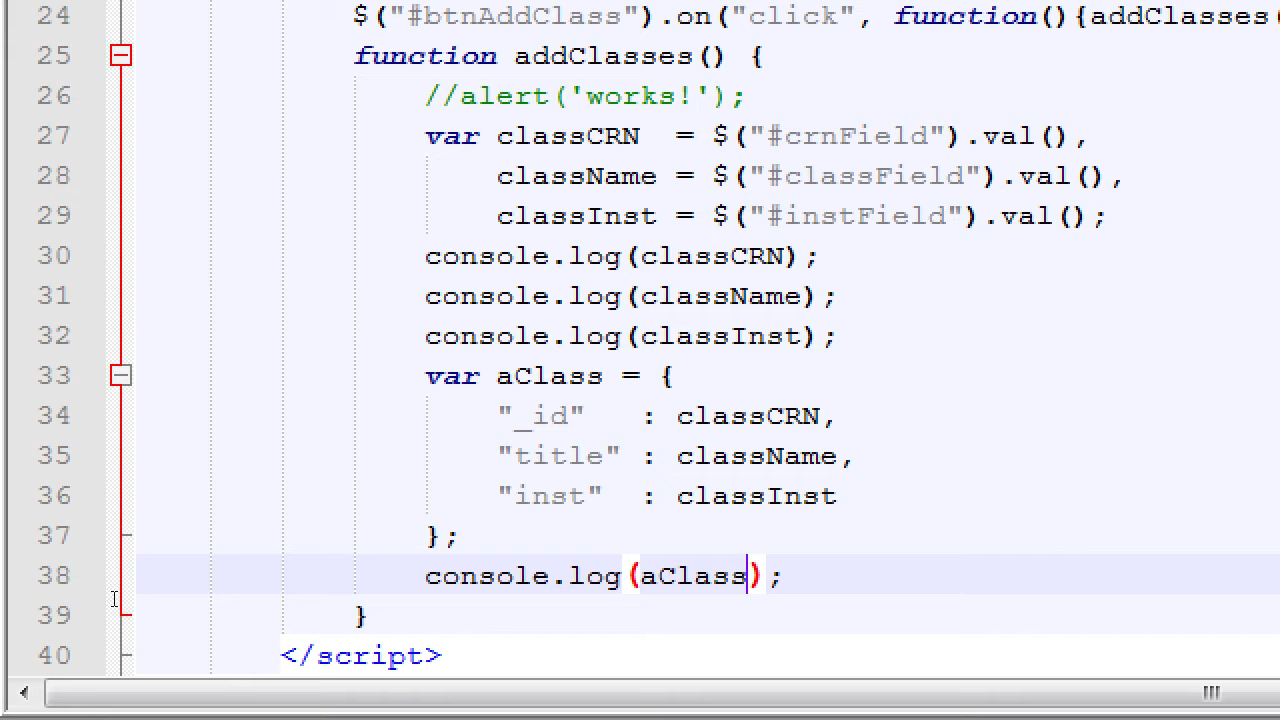 24 $("#btnAddClass").on("click", function(){addClasses(
25 function addClasses() {
26 //alert('works!');
27 var classCRN  = $("#crnField").val(),
28 className = $("#classField").val(),
29 classInst = $("#instField").val();
30 console.log(classCRN);
31 console.log(className);
32 console.log(classInst);
33 var aClass = {
34 "_id"   : classCRN,
35 "title" : className,
36 "inst"  : classInst
37 };
38 console.log(aClass);
39 }
40 </script>